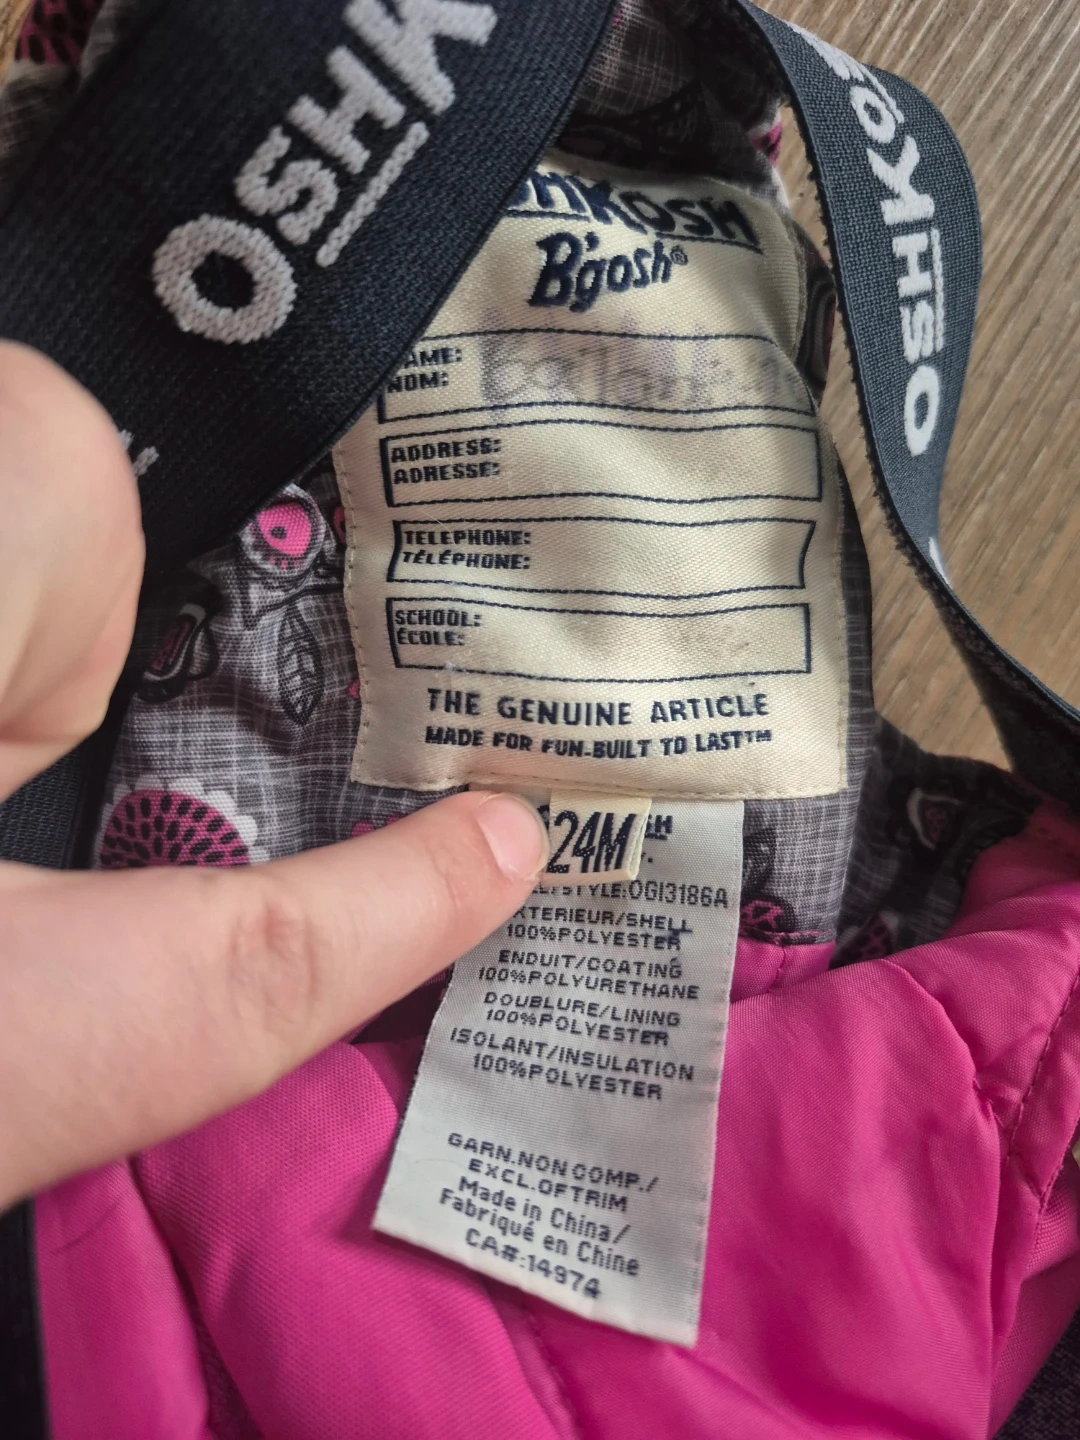 OSHK
OSHKOS
OSHKOSH
B'gosh®
NAME:
NOM:
ADDRESS:
ADRESSE:
TELEPHONE:
TÉLÉPHONE:
SCHOOL:
ÉCOLE:
THE GENUINE ARTICLE
MADE FOR FUN-BUILT TO LAST™
24M
STYLE:OGI3186A
EXTERIEUR/SHELL
100%POLYESTER
ENDUIT/COATING
100%POLYURETHANE
DOUBLURE/LINING
100%POLYESTER
ISOLANT/INSULATION
100%POLYESTER
GARN.NON COMP./
EXCL.OFTRIM
Made in China/
Fabriqué en Chine
CA#:14974